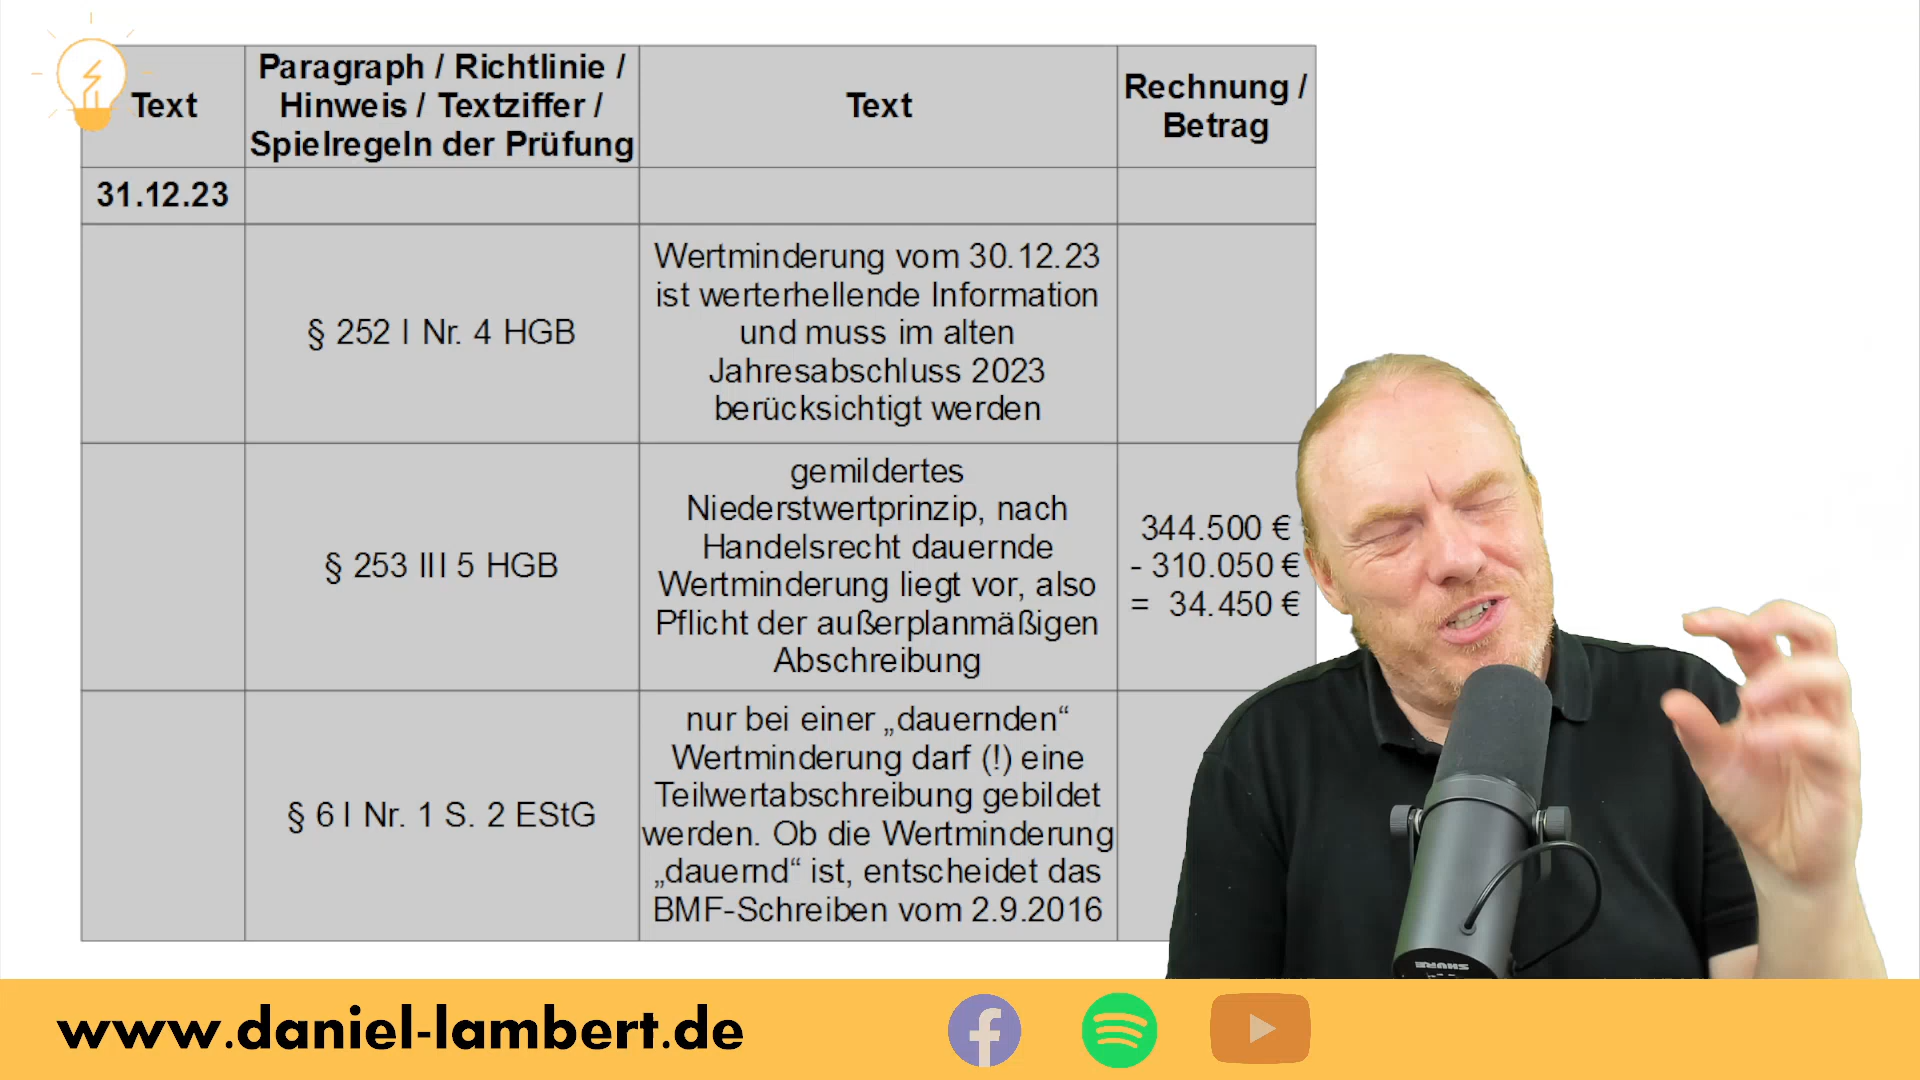 Text
Paragraph / Richtlinie /
Hinweis / Textziffer /
Spielregeln der Prüfung
Text
Rechnung /
Betrag
31.12.23
§ 252 I Nr. 4 HGB
Wertminderung vom 30.12.23
ist werterhellende Information
und muss im alten
Jahresabschluss 2023
berücksichtigt werden
§ 253 III 5 HGB
gemildertes
Niederstwertprinzip, nach
Handelsrecht dauernde
Wertminderung liegt vor, also
Pflicht der außerplanmäßigen
Abschreibung
344.500 €
- 310.050 €
= 34.450 €
§ 6 I Nr. 1 S. 2 EStG
nur bei einer „dauernden“
Wertminderung darf (!) eine
Teilwertabschreibung gebildet
werden. Ob die Wertminderung
„dauernd“ ist, entscheidet das
BMF-Schreiben vom 2.9.2016
SHURE
www.daniel-lambert.de